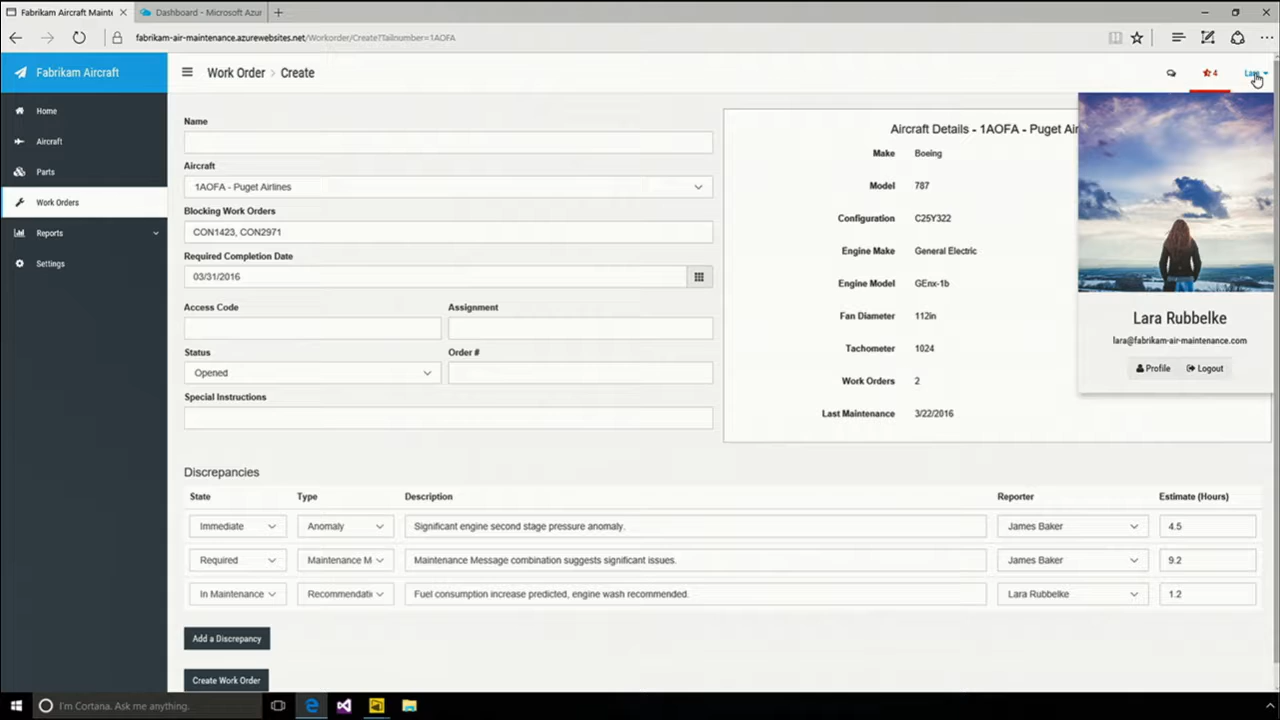 Fabrikam Aircraft Mainte
Dashboard - Microsoft Azur
fabrikam-air-maintenance.azurewebsites.net/Workorder/Create?Tailnumber=1AOFA
Fabrikam Aircraft
Work Order > Create
4
Home
Aircraft
Parts
Work Orders
Reports
Settings
Name
Aircraft
1AOFA - Puget Airlines
Blocking Work Orders
CON1423, CON2971
Required Completion Date
03/31/2016
Access Code
Assignment
Status
Order #
Opened
Special Instructions
Aircraft Details - 1AOFA - Puget Air
Make Boeing
Model 787
Configuration C25Y322
Engine Make General Electric
Engine Model GEnx-1b
Fan Diameter 112in
Tachometer 1024
Work Orders 2
Last Maintenance 3/22/2016
Lara Rubbelke
lara@fabrikam-air-maintenance.com
Profile Logout
Discrepancies
State Type Description Reporter Estimate (Hours)
Immediate Anomaly Significant engine second stage pressure anomaly. James Baker 4.5
Required Maintenance M Maintenance Message combination suggests significant issues. James Baker 9.2
In Maintenance Recommendati Fuel consumption increase predicted, engine wash recommended. Lara Rubbelke 1.2
Add a Discrepancy
Create Work Order
I'm Cortana. Ask me anything.